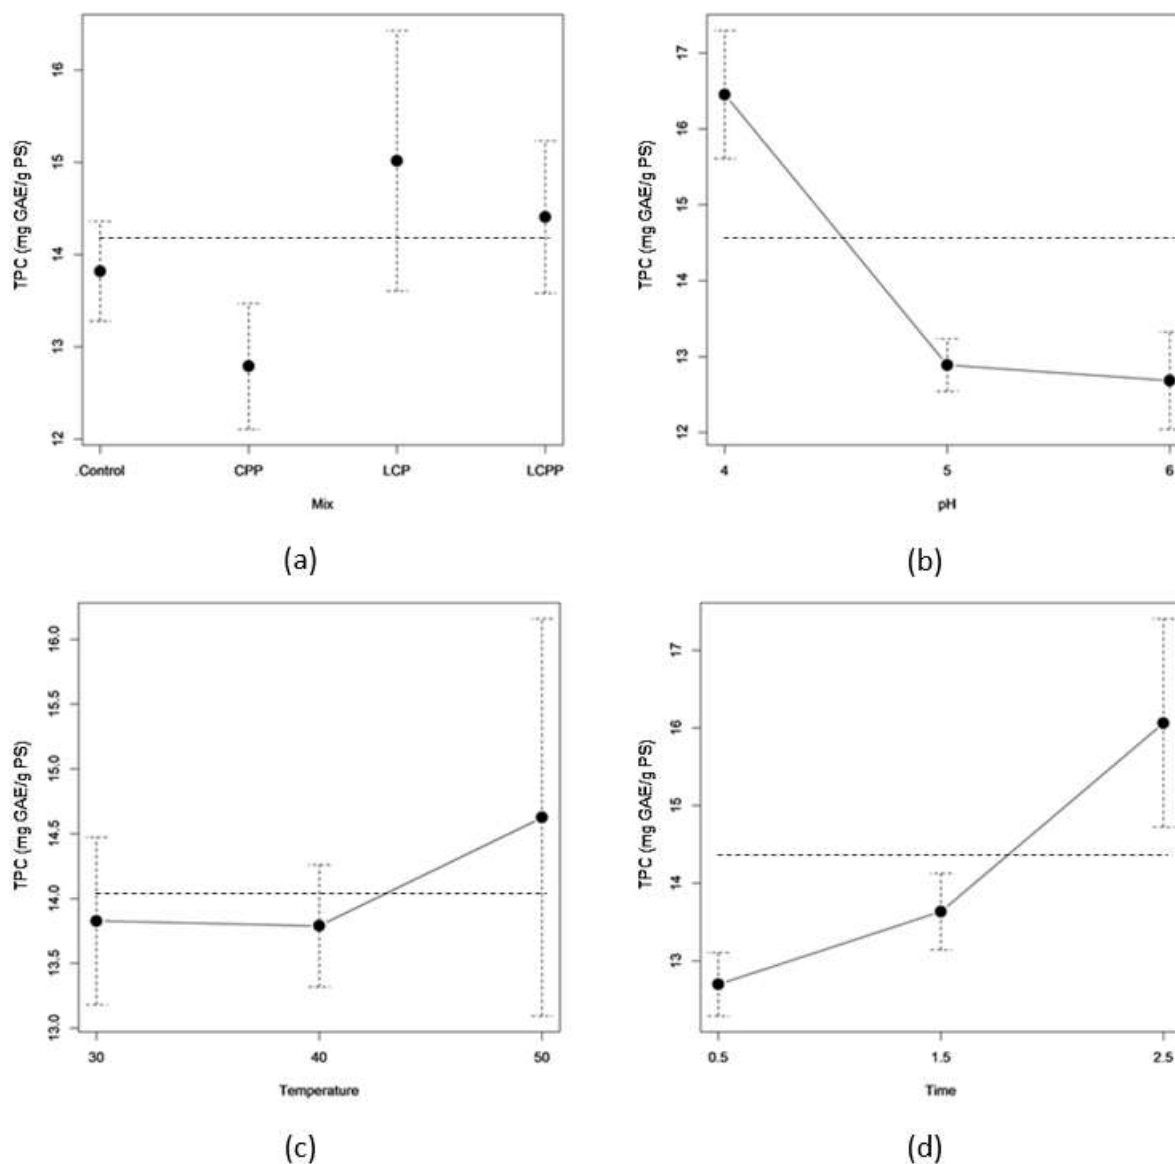 TPC (mg GAE/g PS)
16
15
14
13
12
.Control CPP LCP LCPP
Mix
(a)
TPC (mg GAE/g PS)
17
16
15
14
13
12
4 5 6
pH
(b)
TPC (mg GAE/g PS)
16.0
15.5
15.0
14.5
14.0
13.5
13.0
30 40 50
Temperature
(c)
TPC (mg GAE/g PS)
17
16
15
14
13
0.5 1.5 2.5
Time
(d)